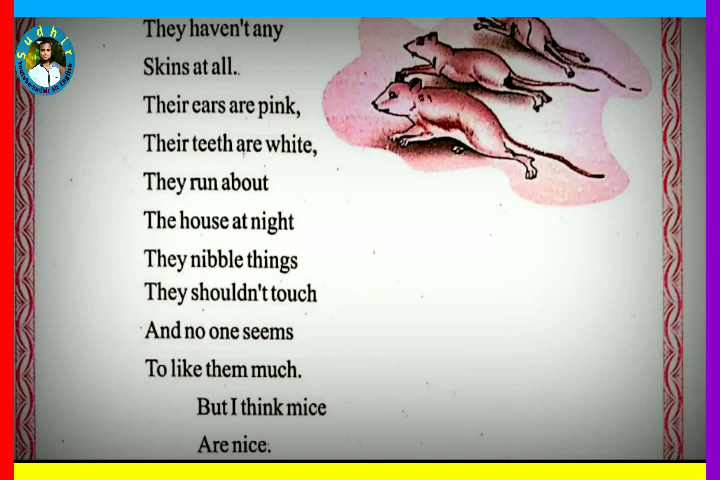 Sudhir
They haven't any
Skins at all..
Their ears are pink,
Their teeth are white,
They run about
The house at night
They nibble things
They shouldn't touch
And no one seems
To like them much.
But I think mice
Are nice.